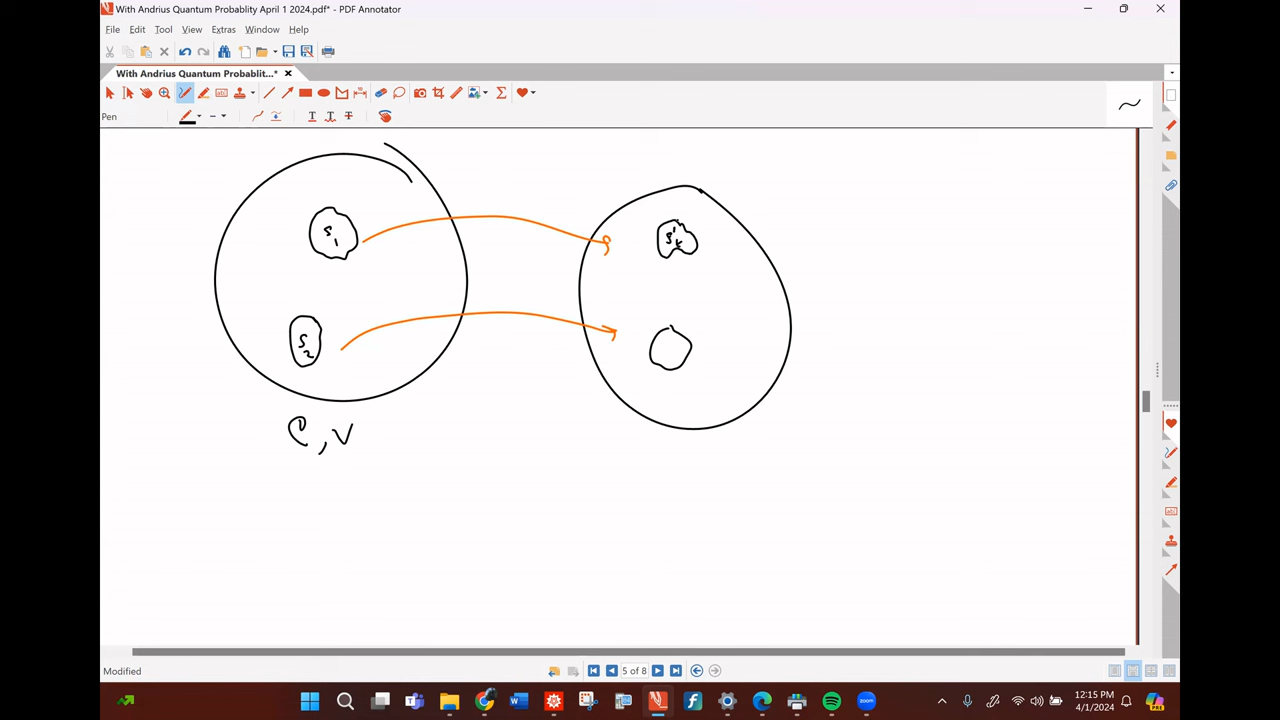 With Andrius Quantum Probablity April 1 2024.pdf* - PDF Annotator
File Edit Tool View Extras Window Help
With Andrius Quantum Probablit...*
Pen
S1
S2
C, V
Modified
5 of 8
12:15 PM
4/1/2024